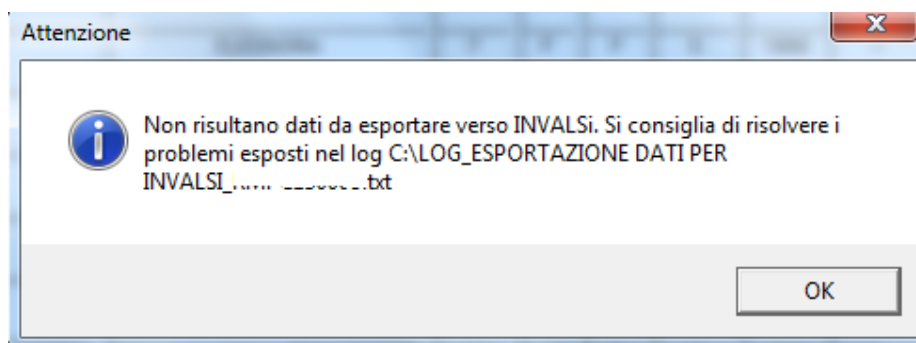 Attenzione
Non risultano dati da esportare verso INVALSi. Si consiglia di risolvere i
problemi esposti nel log C:\LOG_ESPORTAZIONE DATI PER
INVALSI_ .txt
OK